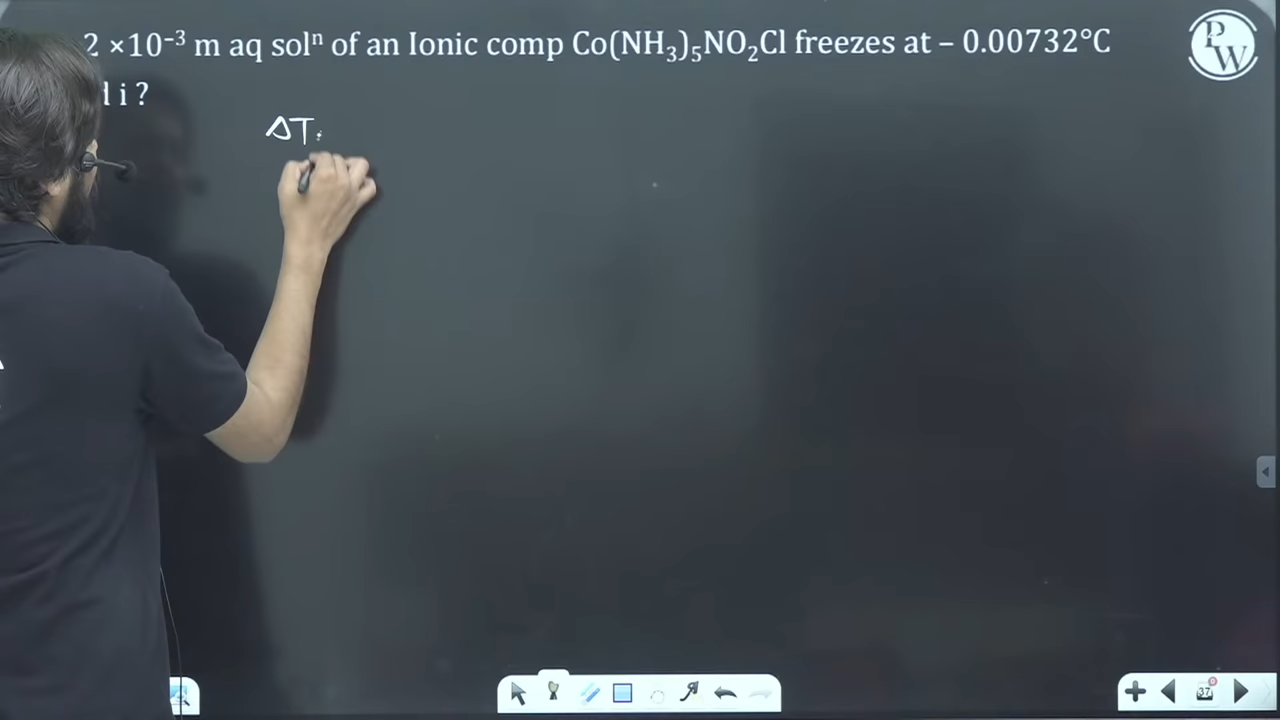 2 ×10⁻³ m aq solⁿ of an Ionic comp Co(NH₃)₅NO₂Cl freezes at – 0.00732°C
i ?
ΔT
PW
37